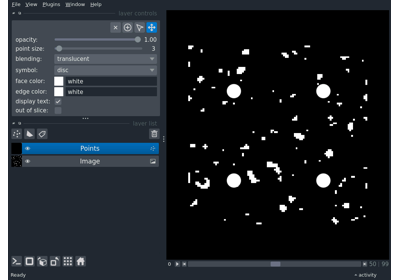 File View Plugins Window Help
layer controls
opacity: 1.00
point size: 3
blending: translucent
symbol: disc
face color: white
edge color: white
display text:
out of slice:
layer list
Points
Image
Ready
50 99
activity